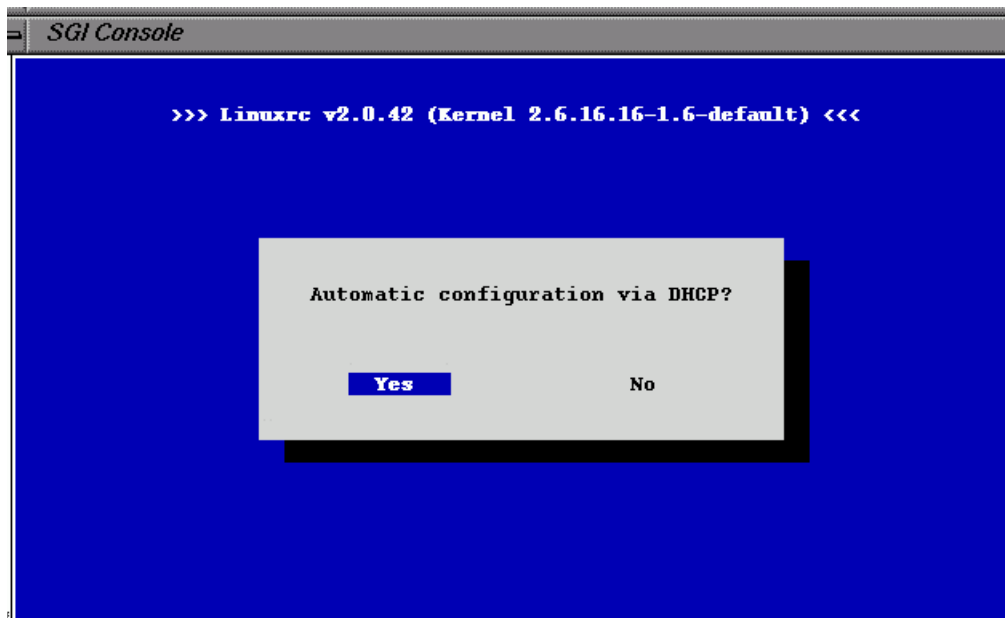 SGI Console
>>> Linuxrc v2.0.42 (Kernel 2.6.16.16-1.6-default) <<<
Automatic configuration via DHCP?
Yes No